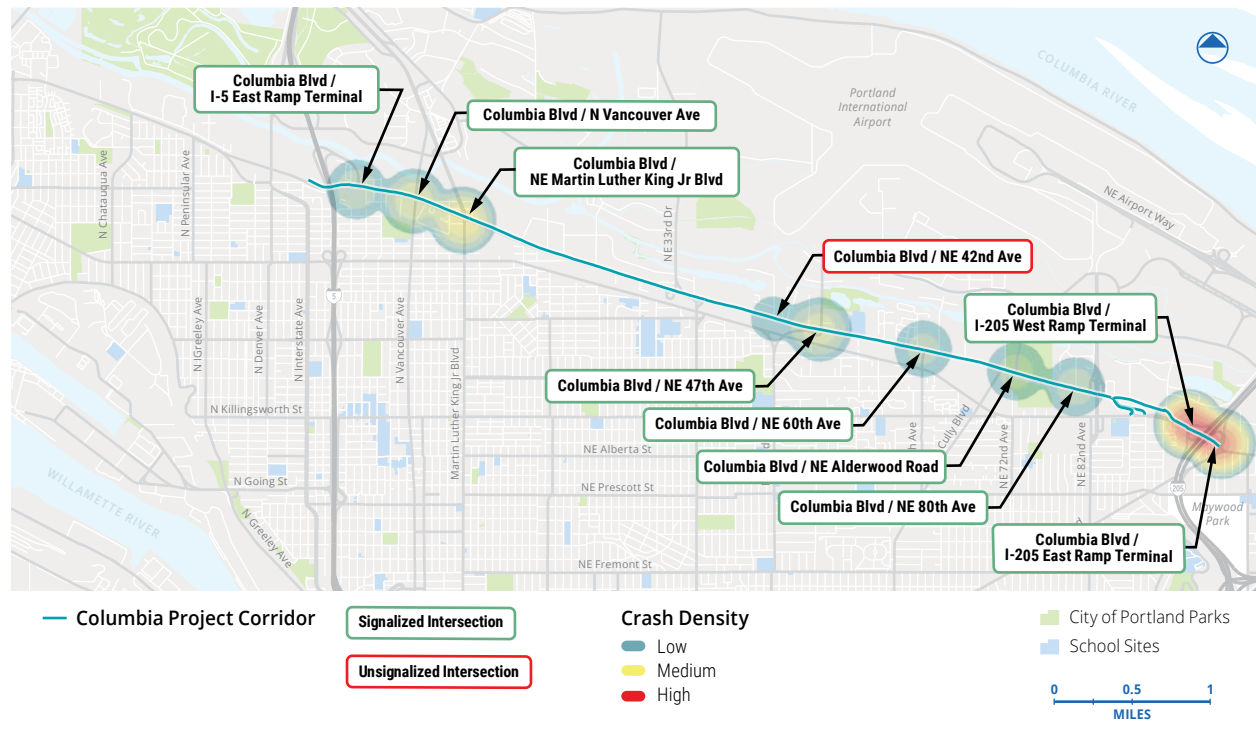 COLUMBIA RIVER
Portland
International
Airport
NE Airport Way
Columbia Blvd /
I-5 East Ramp Terminal
Columbia Blvd / N Vancouver Ave
Columbia Blvd /
NE Martin Luther King Jr Blvd
N Chatauqua Ave
N Peninsular Ave
NE 33rd Dr
Columbia Blvd / NE 42nd Ave
Columbia Blvd /
I-205 West Ramp Terminal
5
N lGreeley Ave
N Denver Ave
N Interstate Ave
N Vancouver Ave
Martin Luther King Jr Blvd
Columbia Blvd / NE 47th Ave
Columbia Blvd / NE 60th Ave
N Killingsworth St
Cully Blvd
NE 72nd Ave
NE 82nd Ave
NE Alberta St
Columbia Blvd / NE Alderwood Road
N Going St
NE Prescott St
205
Columbia Blvd / NE 80th Ave
WILLAMETTE RIVER
N Greeley Ave
Maywood
Park
Columbia Blvd /
I-205 East Ramp Terminal
NE Fremont St
Columbia Project Corridor
Signalized Intersection
Unsignalized Intersection
Crash Density
Low
Medium
High
City of Portland Parks
School Sites
0 0.5 1
MILES